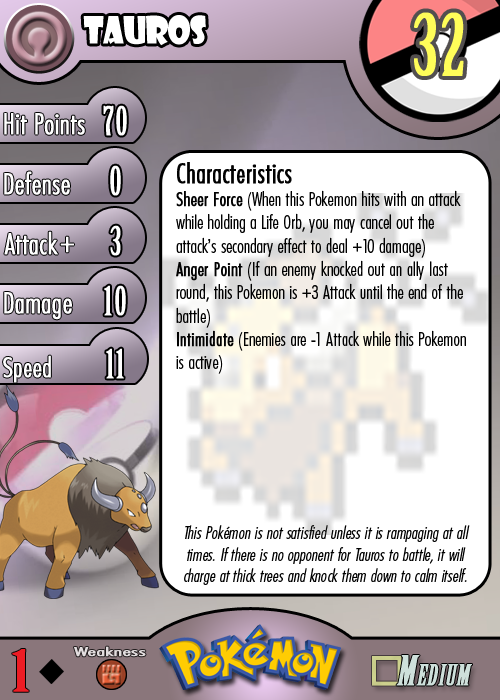 TAUROS
32
Hit Points 70
Defense 0
Attack+ 3
Damage 10
Speed 11
Characteristics
Sheer Force (When this Pokemon hits with an attack
while holding a Life Orb, you may cancel out the
attack's secondary effect to deal +10 damage)
Anger Point (If an enemy knocked out an ally last
round, this Pokemon is +3 Attack until the end of the
battle)
Intimidate (Enemies are -1 Attack while this Pokemon
is active)
This Pokémon is not satisfied unless it is rampaging at all
times. If there is no opponent for Tauros to battle, it will
charge at thick trees and knock them down to calm itself.
1
Weakness
POKéMON
MEDIUM